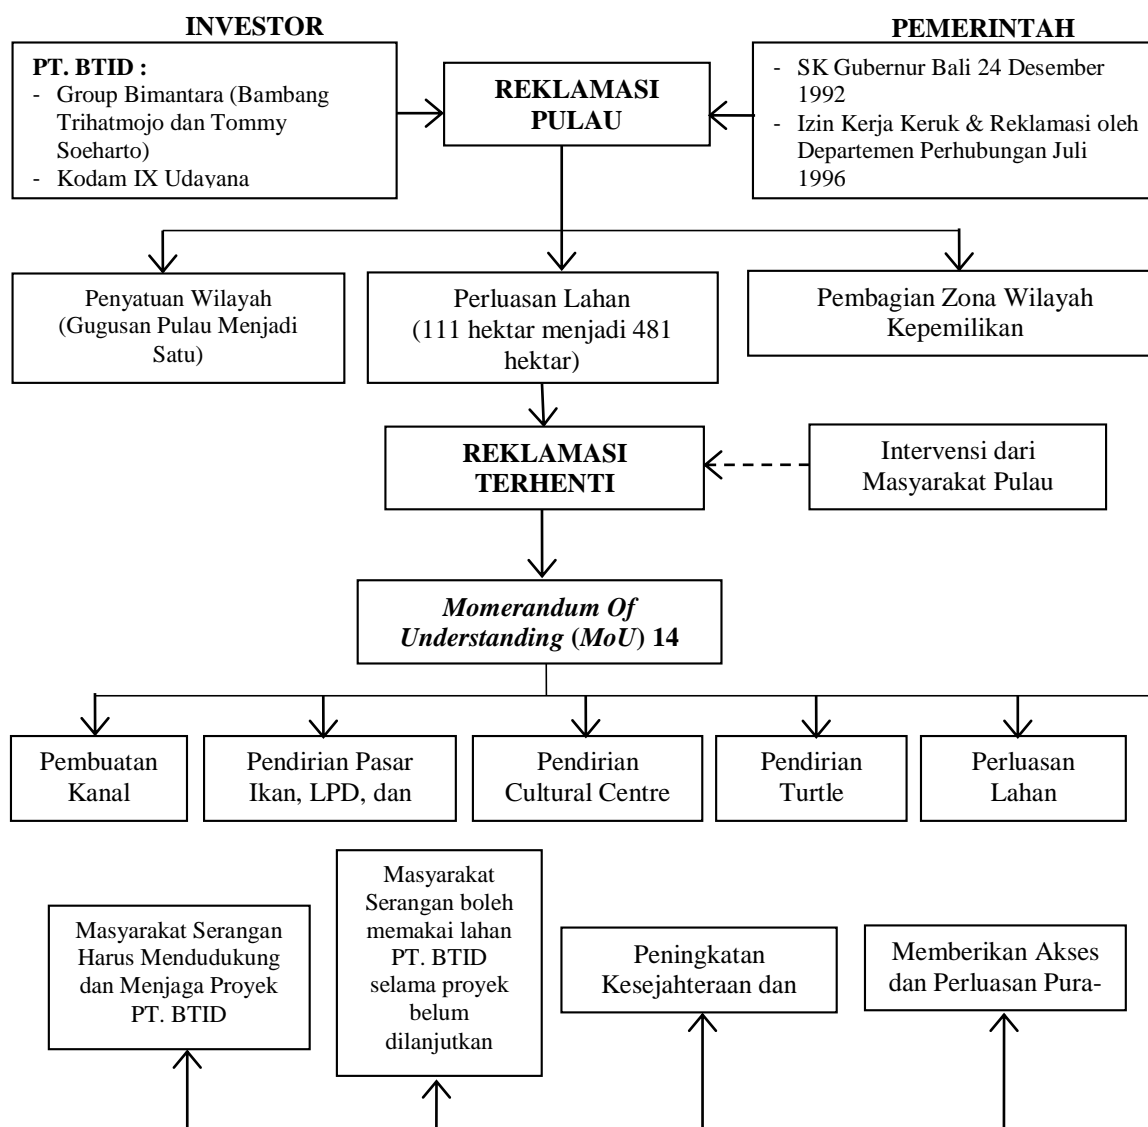 INVESTOR
PEMERINTAH
PT. BTID :
- Group Bimantara (Bambang
Trihatmojo dan Tommy
Soeharto)
- Kodam IX Udayana
REKLAMASI
PULAU
- SK Gubernur Bali 24 Desember
1992
- Izin Kerja Keruk & Reklamasi oleh
Departemen Perhubungan Juli
1996
Penyatuan Wilayah
(Gugusan Pulau Menjadi
Satu)
Perluasan Lahan
(111 hektar menjadi 481
hektar)
Pembagian Zona Wilayah
Kepemilikan
REKLAMASI
TERHENTI
Intervensi dari
Masyarakat Pulau
Momerandum Of
Understanding (MoU) 14
Pembuatan
Kanal
Pendirian Pasar
Ikan, LPD, dan
Pendirian
Cultural Centre
Pendirian
Turtle
Perluasan
Lahan
Masyarakat Serangan
Harus Mendudukung
dan Menjaga Proyek
PT. BTID
Masyarakat
Serangan boleh
memakai lahan
PT. BTID
selama proyek
belum
dilanjutkan
Peningkatan
Kesejahteraan dan
Memberikan Akses
dan Perluasan Pura-